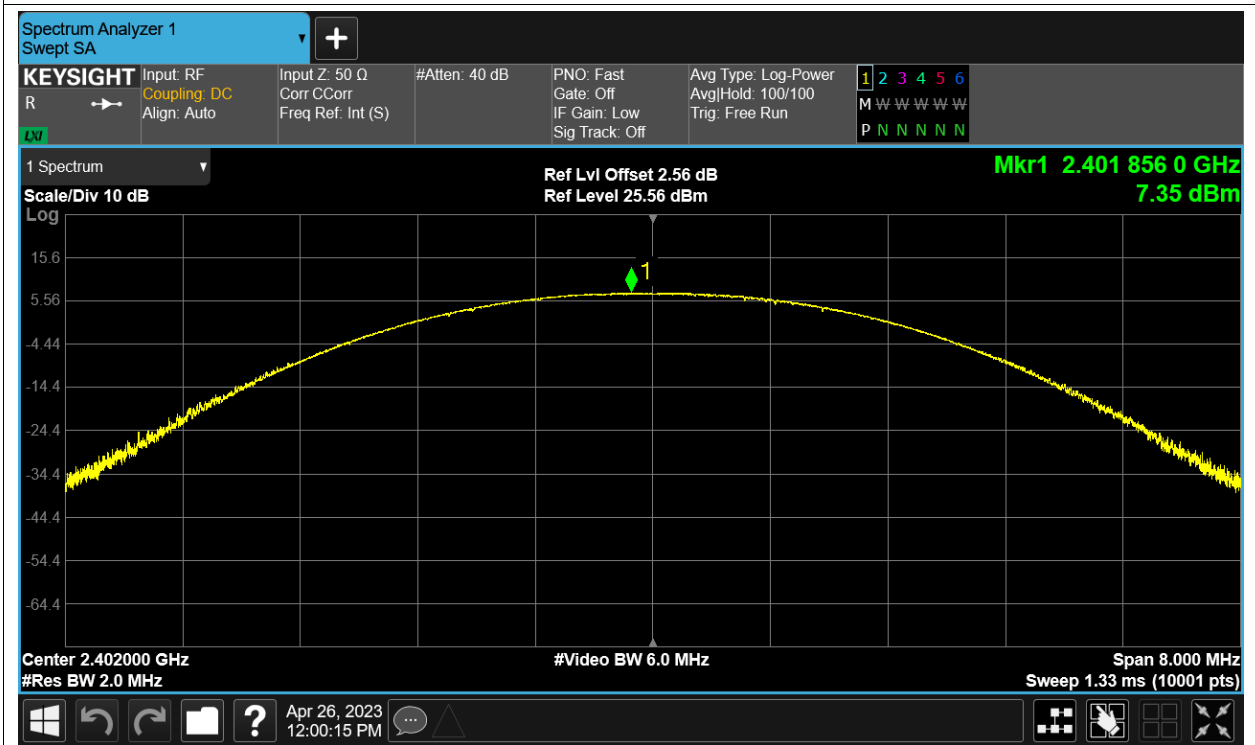 Spectrum Analyzer 1
Swept SA
KEYSIGHT
R
LXI
Input: RF
Coupling: DC
Align: Auto
Input Z: 50 Ω
Corr CCorr
Freq Ref: Int (S)
#Atten: 40 dB
PNO: Fast
Gate: Off
IF Gain: Low
Sig Track: Off
Avg Type: Log-Power
Avg|Hold: 100/100
Trig: Free Run
1 2 3 4 5 6
M W W W W W W
P N N N N N N
1 Spectrum
Scale/Div 10 dB
Log
Ref Lvl Offset 2.56 dB
Ref Level 25.56 dBm
Mkr1 2.401 856 0 GHz
7.35 dBm
1
15.6
5.56
-4.44
-14.4
-24.4
-34.4
-44.4
-54.4
-64.4
Center 2.402000 GHz
#Video BW 6.0 MHz
Span 8.000 MHz
#Res BW 2.0 MHz
Sweep 1.33 ms (10001 pts)
?
Apr 26, 2023
12:00:15 PM